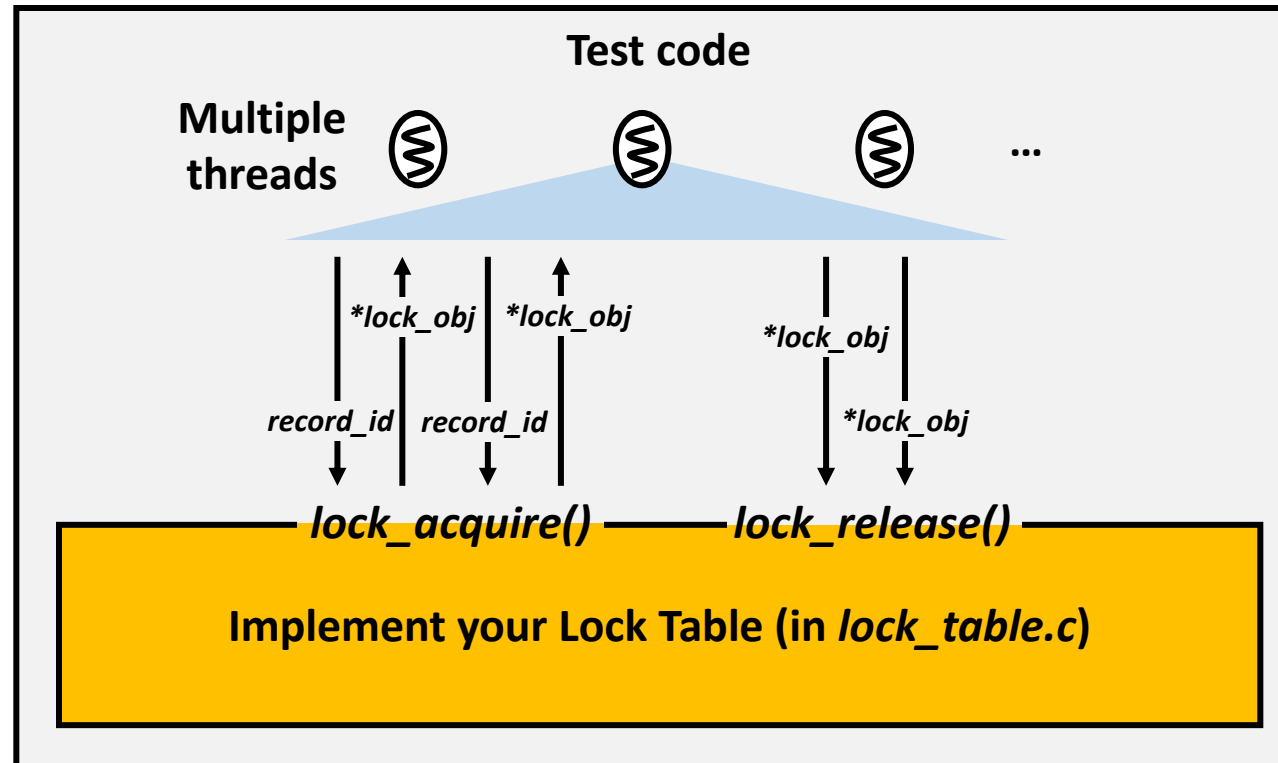 Test code
Multiple
threads
...
*lock_obj
*lock_obj
*lock_obj
record_id
record_id
*lock_obj
lock_acquire()
lock_release()
Implement your Lock Table (in lock_table.c)